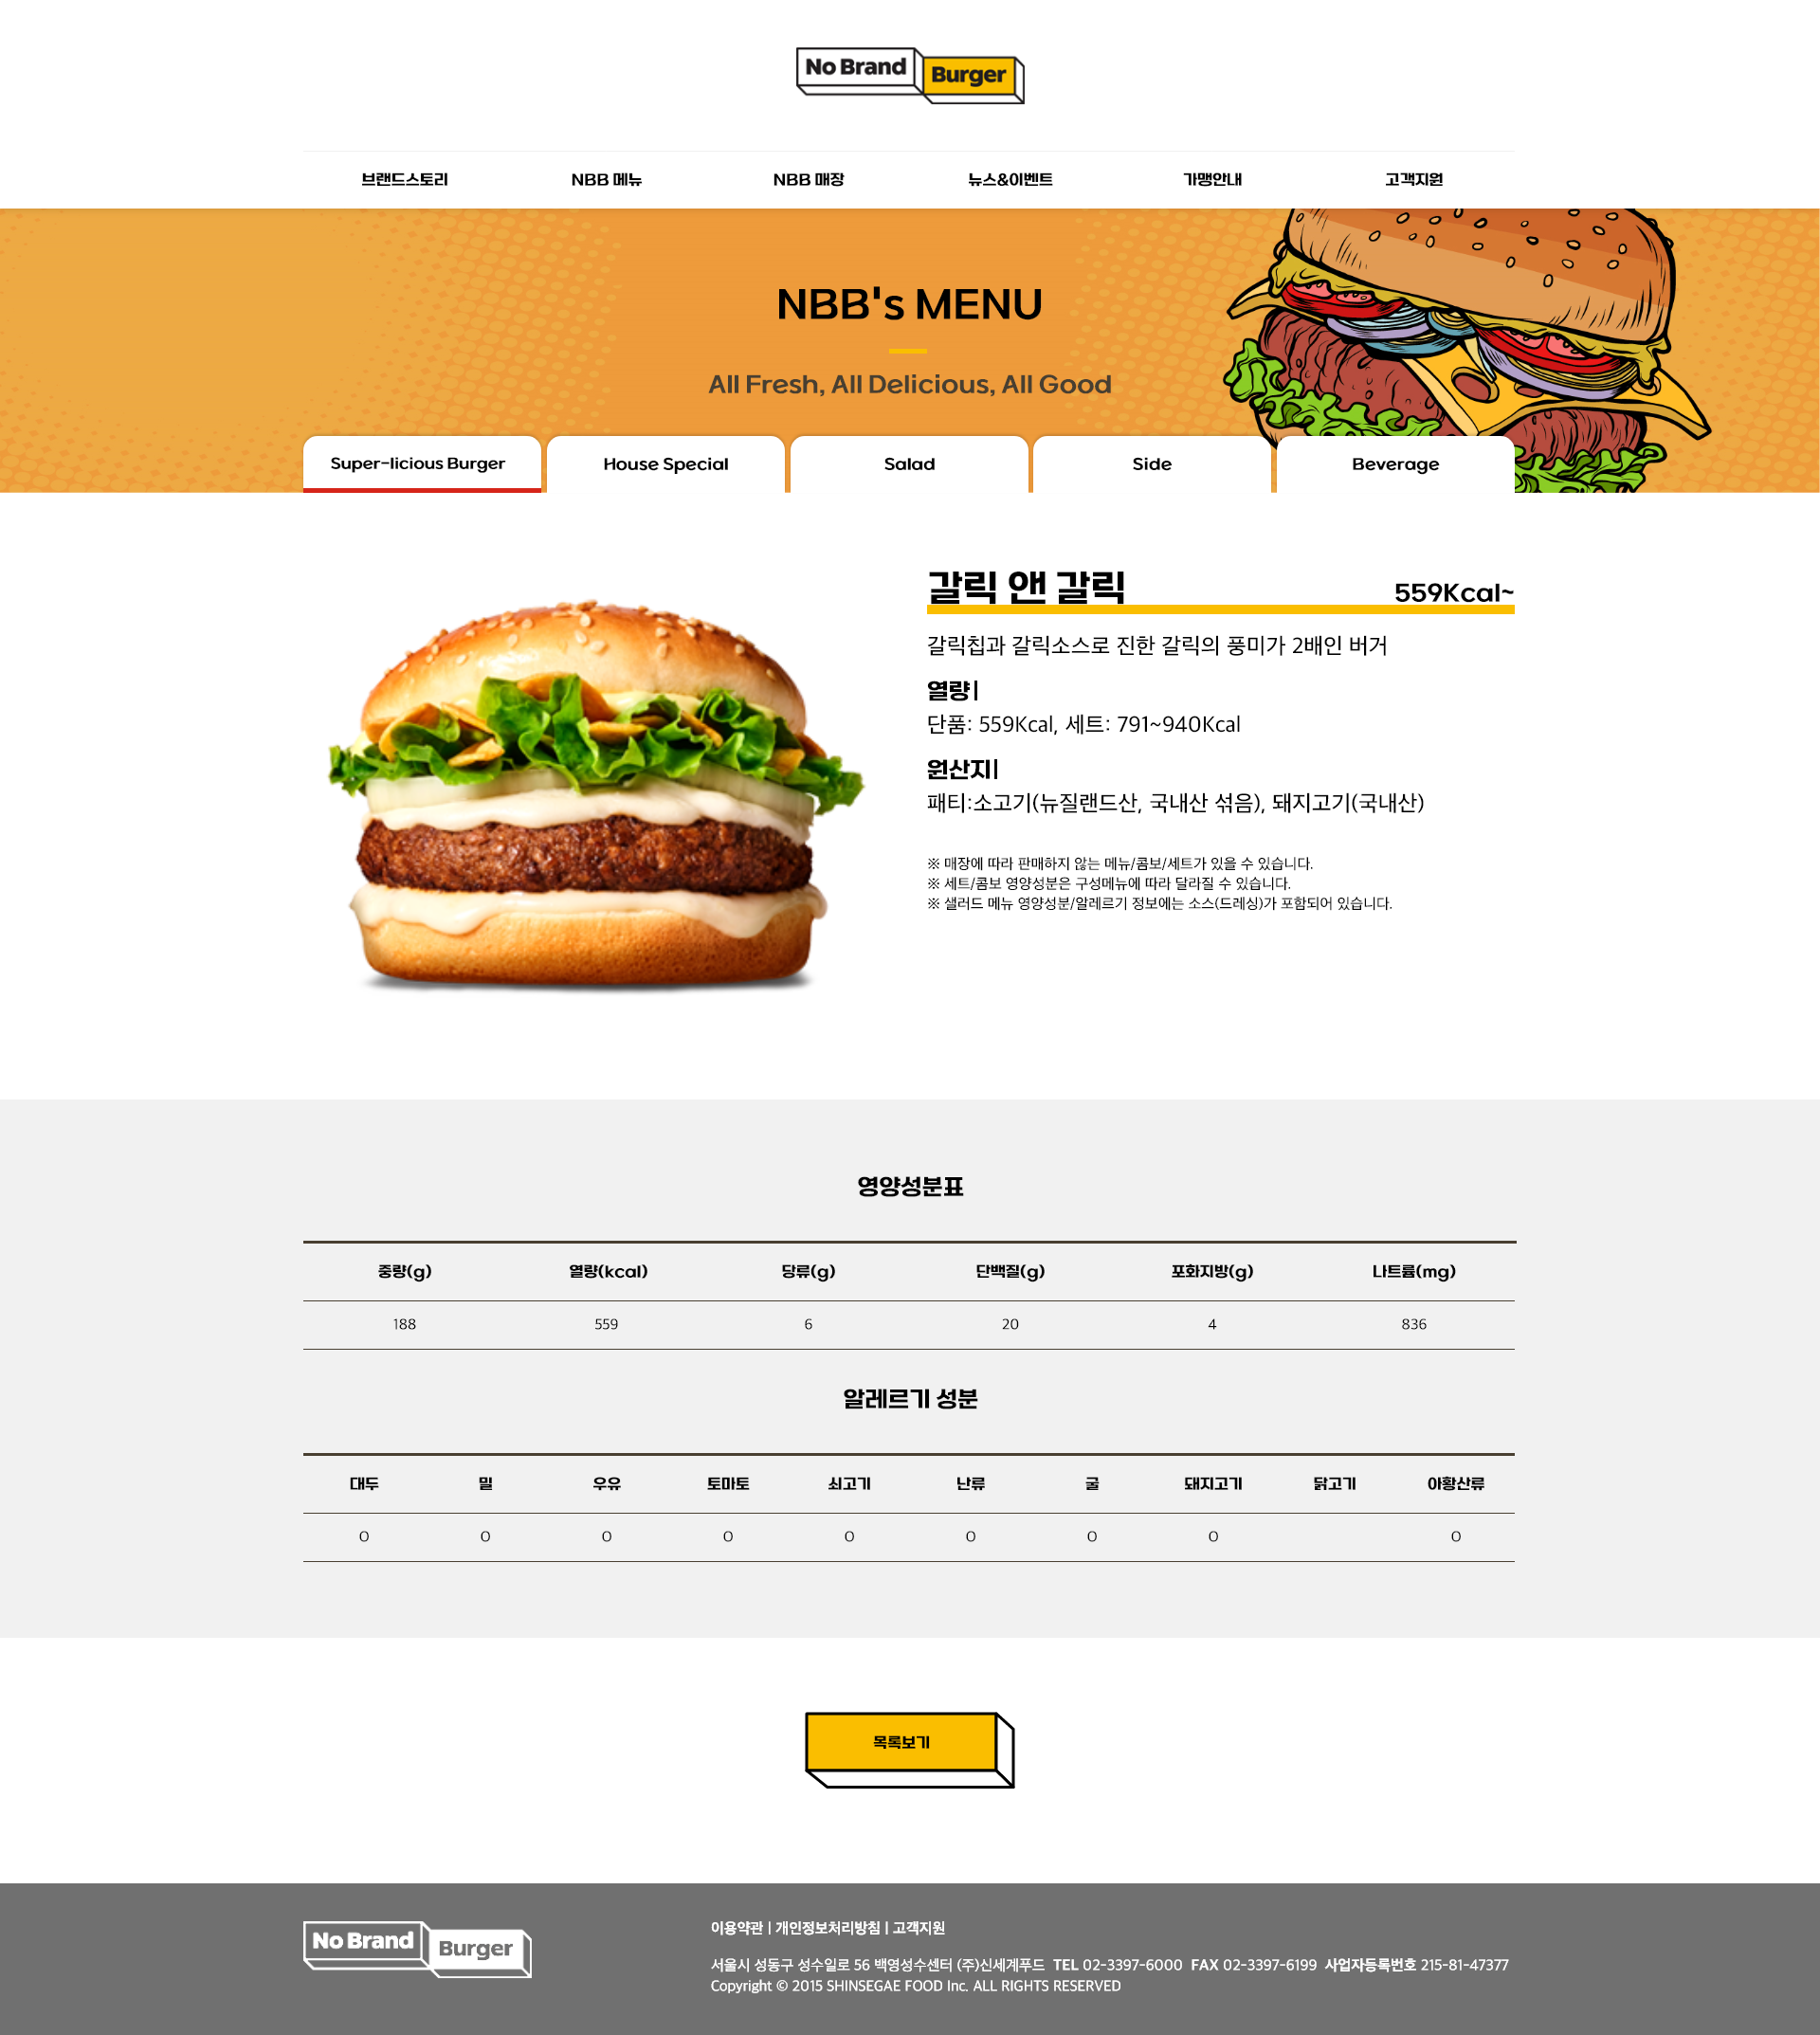 No Brand Burger
브랜드스토리 NBB 메뉴 NBB 매장 뉴스&이벤트 가맹안내 고객지원
NBB's MENU
All Fresh, All Delicious, All Good
Super-licious Burger House Special Salad Side Beverage
갈릭 앤 갈릭 559Kcal~
갈릭칩과 갈릭소스로 진한 갈릭의 풍미가 2배인 버거
열량|
단품: 559Kcal, 세트: 791~940Kcal
원산지|
패티:소고기(뉴질랜드산, 국내산 섞음), 돼지고기(국내산)
※ 매장에 따라 판매하지 않는 메뉴/콤보/세트가 있을 수 있습니다.
※ 세트/콤보 영양성분은 구성메뉴에 따라 달라질 수 있습니다.
※ 샐러드 메뉴 영양성분/알레르기 정보에는 소스(드레싱)가 포함되어 있습니다.
영양성분표
중량(g) 열량(kcal) 당류(g) 단백질(g) 포화지방(g) 나트륨(mg)
188 559 6 20 4 836
알레르기 성분
대두 밀 우유 토마토 쇠고기 난류 굴 돼지고기 닭고기 아황산류
O O O O O O O O O
목록보기
No Brand Burger
이용약관 | 개인정보처리방침 | 고객지원
서울시 성동구 성수일로 56 백영성수센터 (주)신세계푸드 TEL 02-3397-6000 FAX 02-3397-6199 사업자등록번호 215-81-47377
Copyright © 2015 SHINSEGAE FOOD Inc. ALL RIGHTS RESERVED